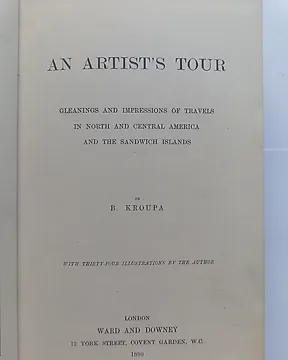 AN ARTIST'S TOUR
GLEANINGS AND IMPRESSIONS OF TRAVELS
IN NORTH AND CENTRAL AMERICA
AND THE SANDWICH ISLANDS
BY
B. KROUPA
WITH THIRTY-FOUR ILLUSTRATIONS BY THE AUTHOR
LONDON
WARD AND DOWNEY
12 YORK STREET, COVENT GARDEN, W.C.
1890